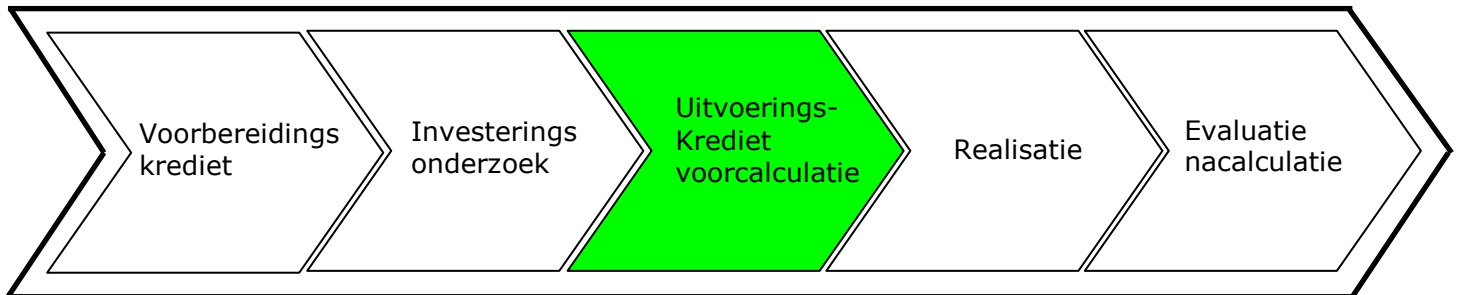 Voorbereidings
krediet
Investerings
onderzoek
Uitvoerings-
Krediet
voorcalculatie
Realisatie
Evaluatie
nacalculatie